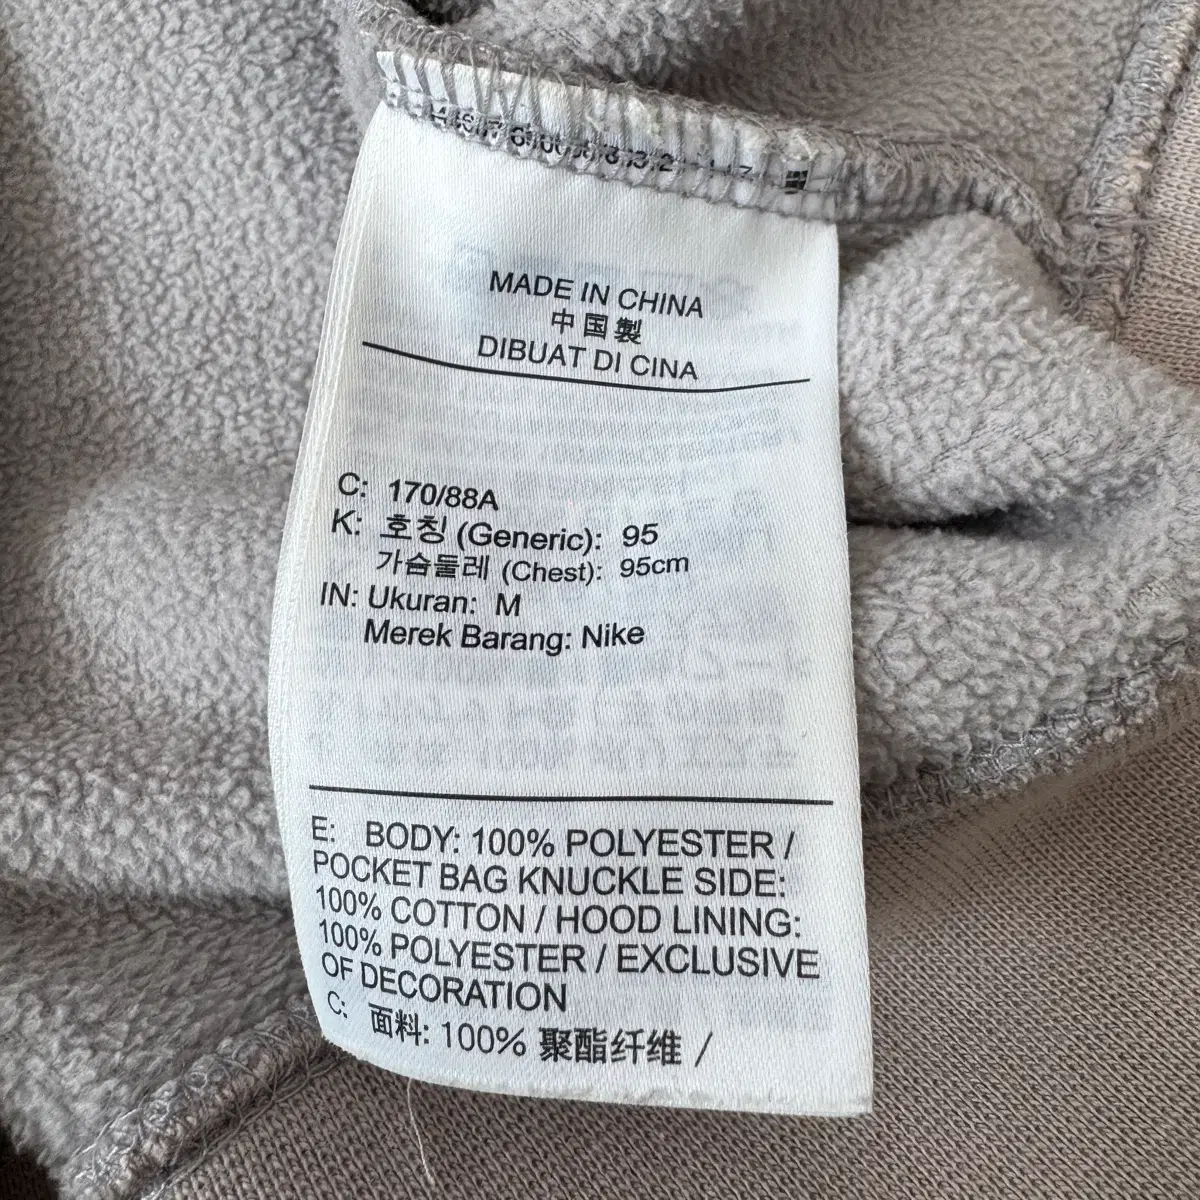 MADE IN CHINA
中国製
DIBUAT DI CINA
C: 170/88A
K: 호칭 (Generic): 95
가슴둘레 (Chest): 95cm
IN: Ukuran: M
Merek Barang: Nike
E: BODY: 100% POLYESTER /
POCKET BAG KNUCKLE SIDE:
100% COTTON / HOOD LINING:
100% POLYESTER / EXCLUSIVE
OF DECORATION
C: 面料: 100% 聚酯纤维 /